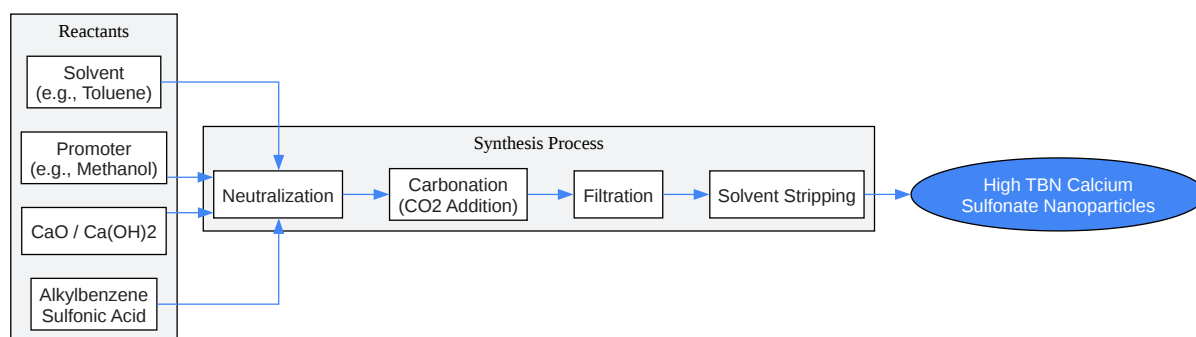 Reactants
Solvent
(e.g., Toluene)
Promoter
(e.g., Methanol)
CaO / Ca(OH)2
Alkylbenzene
Sulfonic Acid
Synthesis Process
Neutralization
Carbonation
(CO2 Addition)
Filtration
Solvent Stripping
High TBN Calcium
Sulfonate Nanoparticles